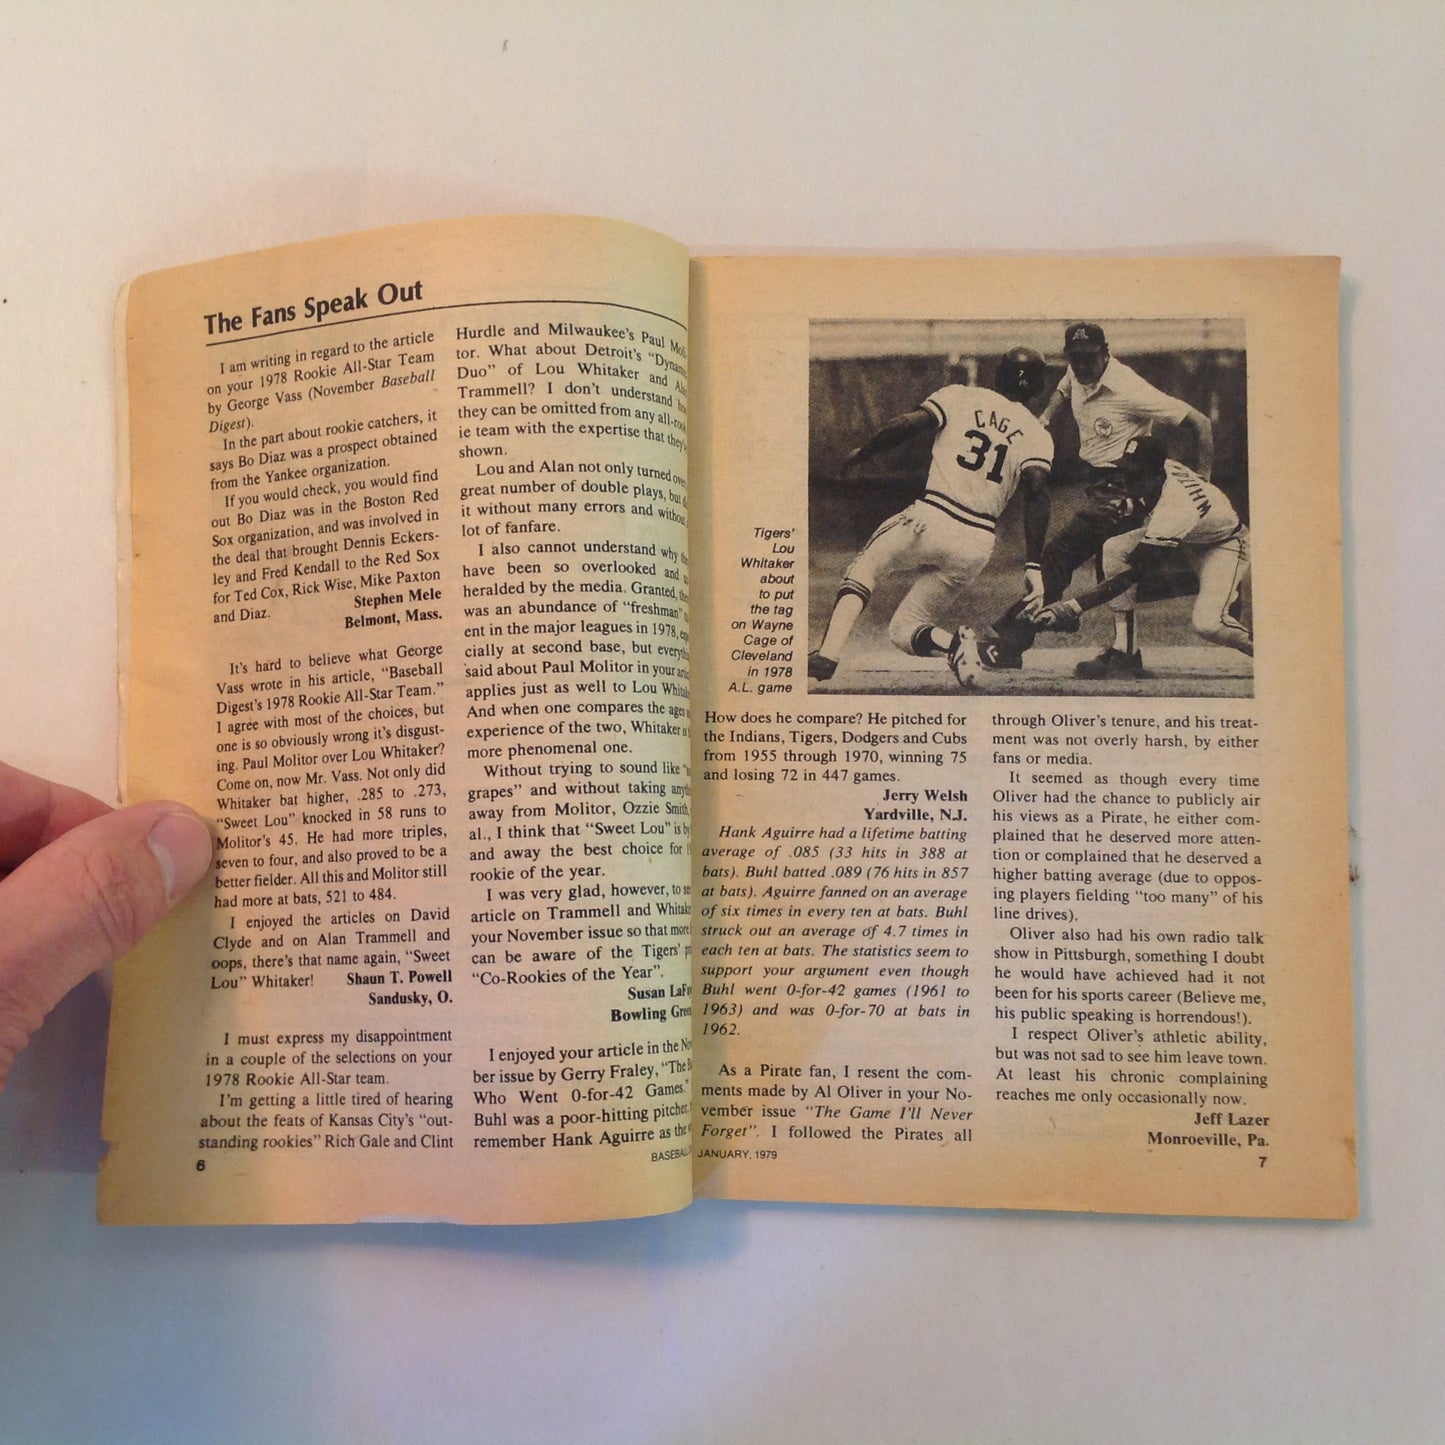 The Fans Speak Out
I am writing in regard to the article
on your 1978 Rookie All-Star Team
by George Vass (November Baseball
Digest).
In the part about rookie catchers, it
says Bo Diaz was a prospect obtained
from the Yankee organization.
If you would check, you would find
out Bo Diaz was in the Boston Red
Sox organization, and was involved in
the deal that brought Dennis Eckers-
ley and Fred Kendall to the Red Sox
for Ted Cox, Rick Wise, Mike Paxton
and Diaz.
Stephen Mele
Belmont, Mass.
It's hard to believe what George
Vass wrote in his article, "Baseball
Digest's 1978 Rookie All-Star Team."
I agree with most of the choices, but
one is so obviously wrong it's disgust-
ing. Paul Molitor over Lou Whitaker?
Come on, now Mr. Vass. Not only did
Whitaker bat higher, .285 to .273,
"Sweet Lou" knocked in 58 runs to
Molitor's 45. He had more triples,
seven to four, and also proved to be a
better fielder. All this and Molitor still
had more at bats, 521 to 484.
I enjoyed the articles on David
Clyde and on Alan Trammell and
oops, there's that name again, "Sweet
Lou" Whitaker! Shaun T. Powell
Sandusky, O.
I must express my disappointment
in a couple of the selections on your
1978 Rookie All-Star team.
I'm getting a little tired of hearing
about the feats of Kansas City's "out-
standing rookies" Rich Gale and Clint
6
Hurdle and Milwaukee's Paul Moli-
tor. What about Detroit's "Dynamic
Duo" of Lou Whitaker and
Trammell? I don't understand how
they can be omitted from any all-rook-
ie team with the expertise that they've
shown.
Lou and Alan not only turned over
great number of double plays, but
it without many errors and without
lot of fanfare.
I also cannot understand why
have been so overlooked and
heralded by the media. Granted,
was an abundance of "freshman"
ent in the major leagues in 1978, espe
cially at second base, but everything
said about Paul Molitor in your article
applies just as well to Lou Whitaker
And when one compares the ages
experience of the two, Whitaker is
more phenomenal one.
Without trying to sound like
grapes" and without taking anything
away from Molitor, Ozzie Smith,
al., I think that "Sweet Lou" is by
and away the best choice for
rookie of the year.
I was very glad, however, to see
article on Trammell and Whitaker
your November issue so that more
can be aware of the Tigers'
"Co-Rookies of the Year".
Susan
Bowling Green
I enjoyed your article in the Nov
ber issue by Gerry Fraley, "The
Who Went 0-for-42 Games."
Buhl was a poor-hitting pitcher,
remember Hank Aguirre as the
BASEBALL
CAGE
31
Tigers'
Lou
Whitaker
about
to put
the tag
on Wayne
Cage of
Cleveland
in 1978
A.L. game
How does he compare? He pitched for
the Indians, Tigers, Dodgers and Cubs
from 1955 through 1970, winning 75
and losing 72 in 447 games.
Jerry Welsh
Yardville, N.J.
Hank Aguirre had a lifetime batting
average of .085 (33 hits in 388 at
bats). Buhl batted .089 (76 hits in 857
at bats). Aguirre fanned on an average
of six times in every ten at bats. Buhl
struck out an average of 4.7 times in
each ten at bats. The statistics seem to
support your argument even though
Buhl went 0-for-42 games (1961 to
1963) and was 0-for-70 at bats in
1962.
As a Pirate fan, I resent the com-
ments made by Al Oliver in your No-
vember issue "The Game I'll Never
Forget". I followed the Pirates all
JANUARY, 1979
through Oliver's tenure, and his treat-
ment was not overly harsh, by either
fans or media.
It seemed as though every time
Oliver had the chance to publicly air
his views as a Pirate, he either com-
plained that he deserved more atten-
tion or complained that he deserved a
higher batting average (due to oppos-
ing players fielding "too many" of his
line drives).
Oliver also had his own radio talk
show in Pittsburgh, something I doubt
he would have achieved had it not
been for his sports career (Believe me,
his public speaking is horrendous!).
I respect Oliver's athletic ability,
but was not sad to see him leave town.
At least his chronic complaining
reaches me only occasionally now.
Jeff Lazer
Monroeville, Pa.
7